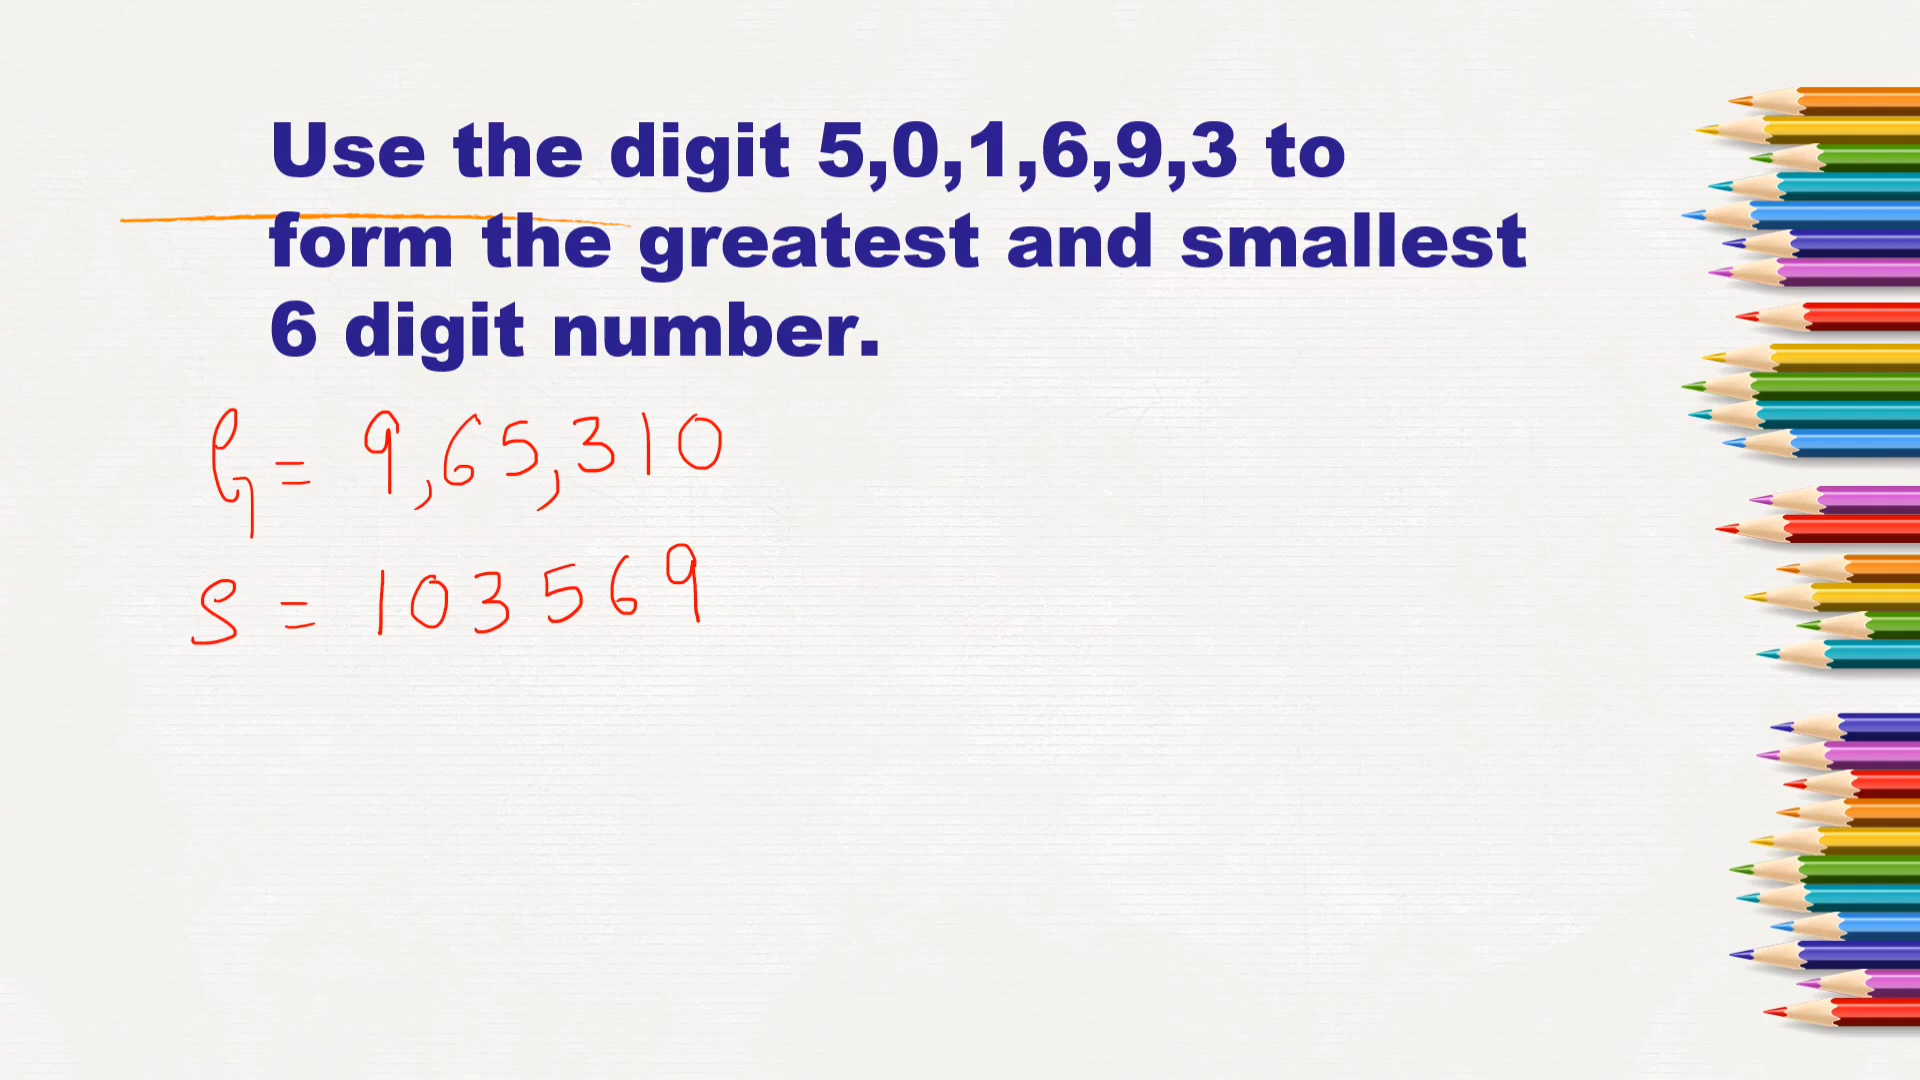 Use the digit 5,0,1,6,9,3 to
form the greatest and smallest
6 digit number.
G = 9,65,310
S = 103569